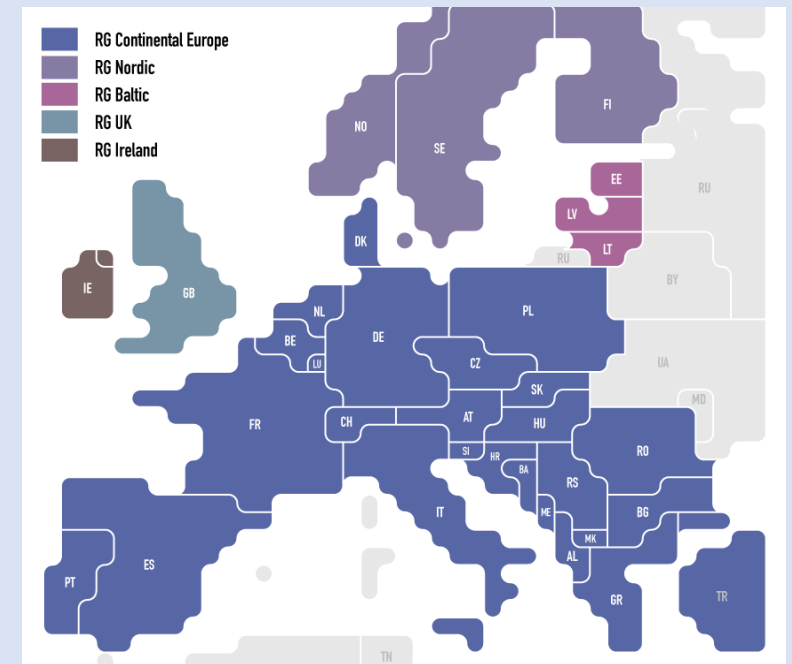 RG Continental Europe
RG Nordic
RG Baltic
RG UK
RG Ireland
FI
NO
SE
EE
RU
LV
DK
LT
RU
BY
IE
GB
NL
PL
DE
BE
UA
LU
CZ
SK
MD
AT
CH
HU
FR
SI
HR
RO
BA
RS
IT
ME
BG
MK
AL
ES
PT
TR
GR
TN